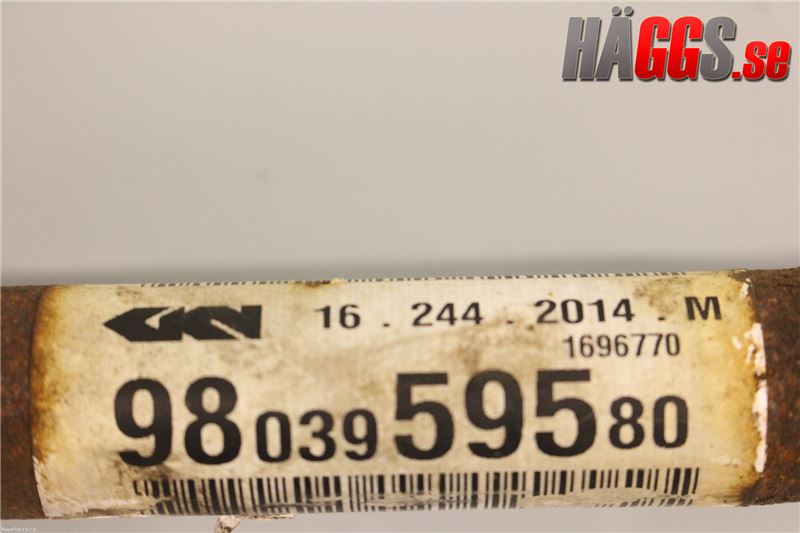 HÄGGS.se
GKN 16 . 244 . 2014 . M
1696770
98 039 595 80